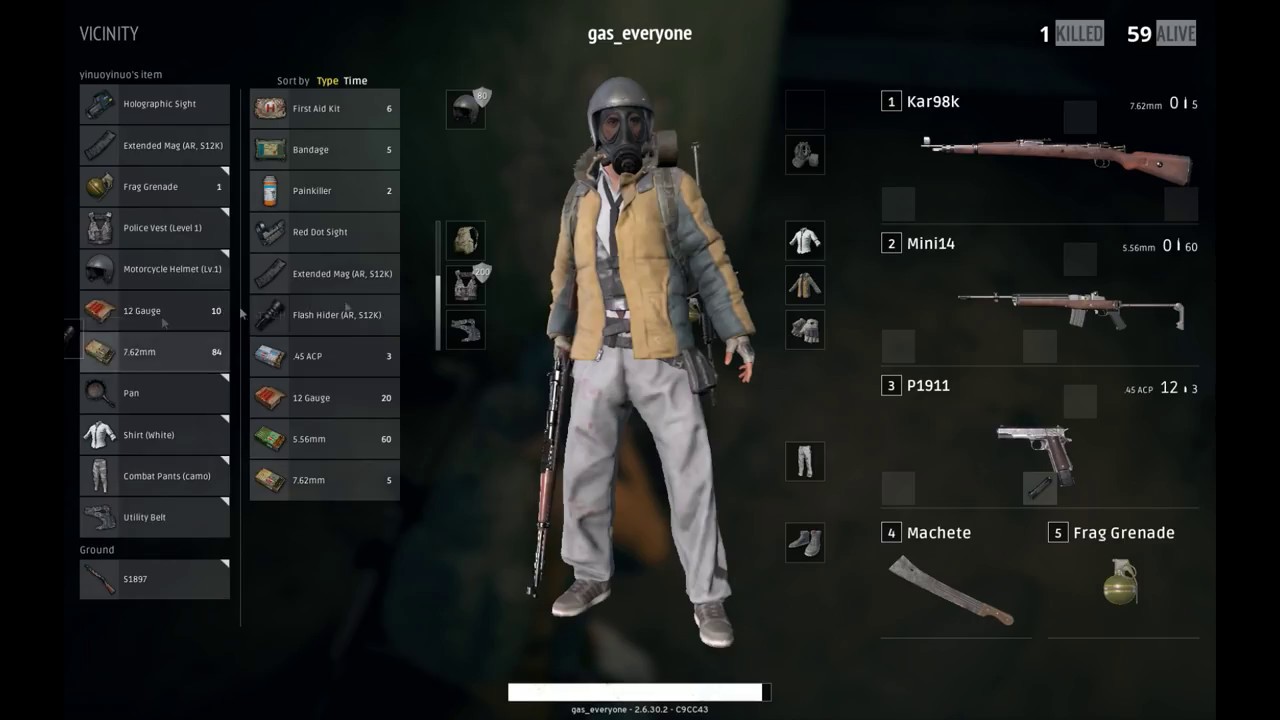 VICINITY
gas_everyone
1 KILLED 59 ALIVE
yinuoyinuo's item
Holographic Sight
Extended Mag (AR, S12K)
Frag Grenade 1
Police Vest (Level 1)
Motorcycle Helmet (Lv.1)
12 Gauge 10
7.62mm 84
Pan
Shirt (White)
Combat Pants (camo)
Utility Belt
Ground
S1897
Sort by Type Time
First Aid Kit 6
Bandage 5
Painkiller 2
Red Dot Sight
Extended Mag (AR, S12K)
Flash Hider (AR, S12K)
.45 ACP 3
12 Gauge 20
5.56mm 60
7.62mm 5
80
200
1 Kar98k 7.62mm 0 5
2 Mini14 5.56mm 0 60
3 P1911 .45 ACP 12 3
4 Machete
5 Frag Grenade
gas_everyone - 2.6.30.2 - C9CC43